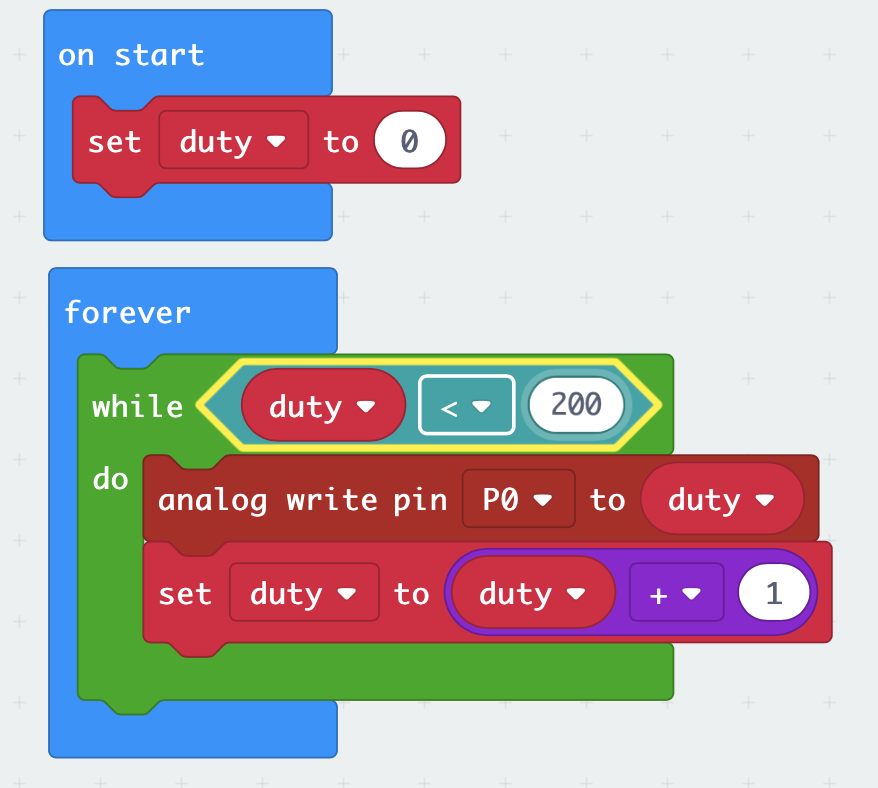 on start
set duty to 0
forever
while duty < 200
do
analog write pin P0 to duty
set duty to duty + 1